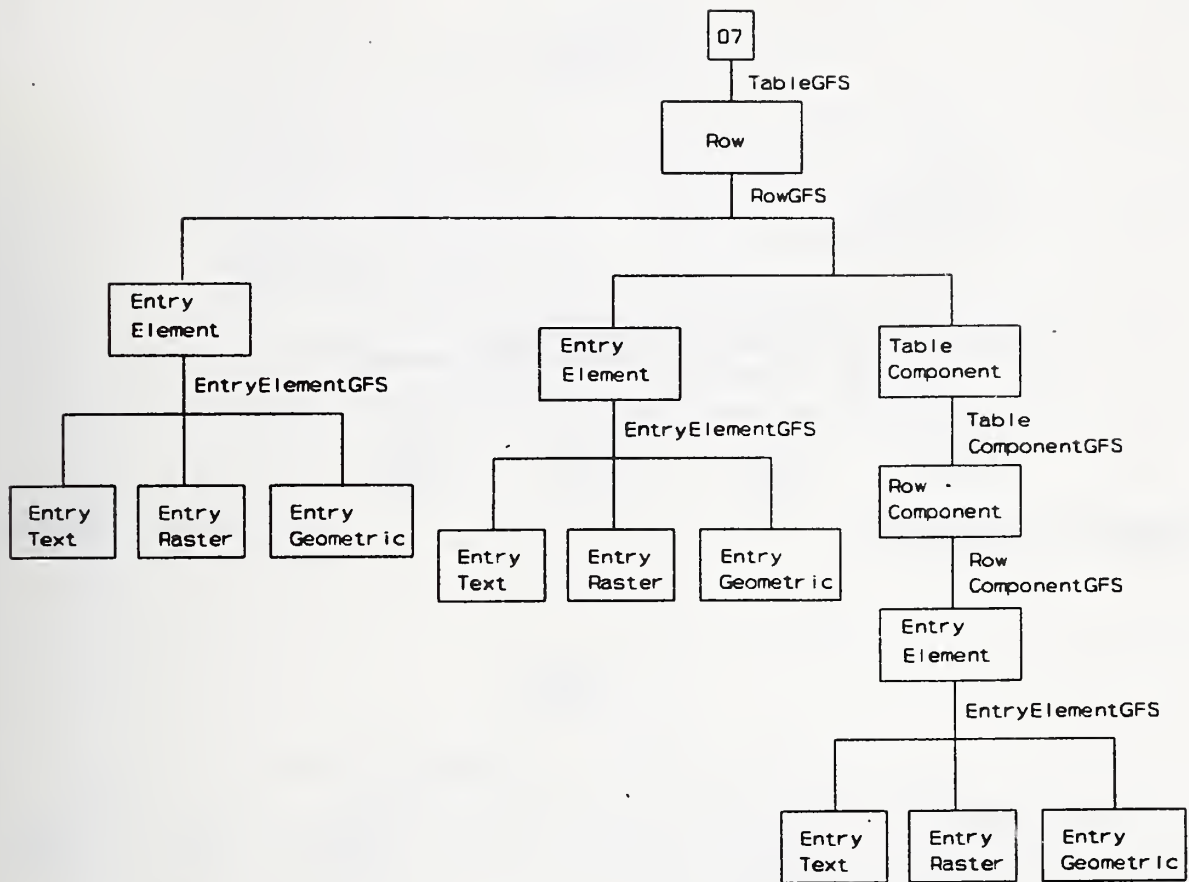 07
TableGFS
Row
RowGFS
Entry
Element
EntryElementGFS
Entry
Text
Entry
Raster
Entry
Geometric
Entry
Element
EntryElementGFS
Entry
Text
Entry
Raster
Entry
Geometric
Table
Component
Table
ComponentGFS
Row
Component
Row
ComponentGFS
Entry
Element
EntryElementGFS
Entry
Text
Entry
Raster
Entry
Geometric